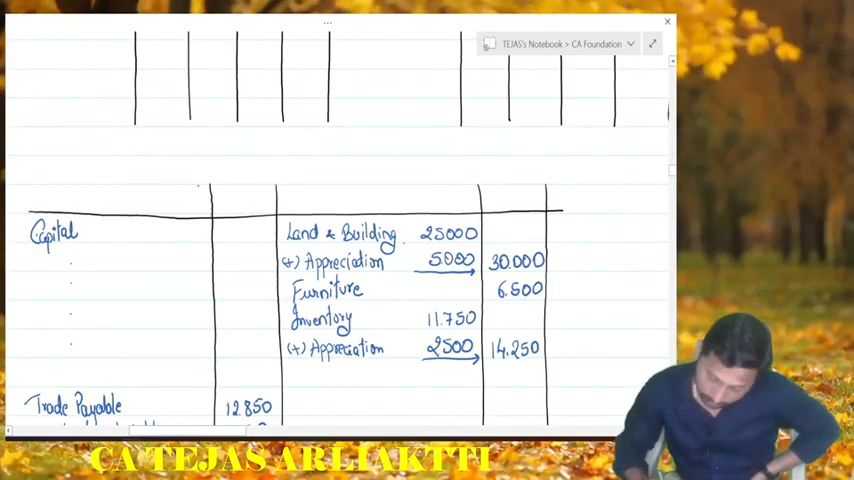 TEJAS's Notebook > CA Foundation
Capital
Land & Building 25000
(+) Appreciation 5000 30.000
Furniture 6.500
Inventory 11.750
(+) Appreciation 2500 14.250
Trade Payable 12.850
CA TEJAS ARLIAKTTI